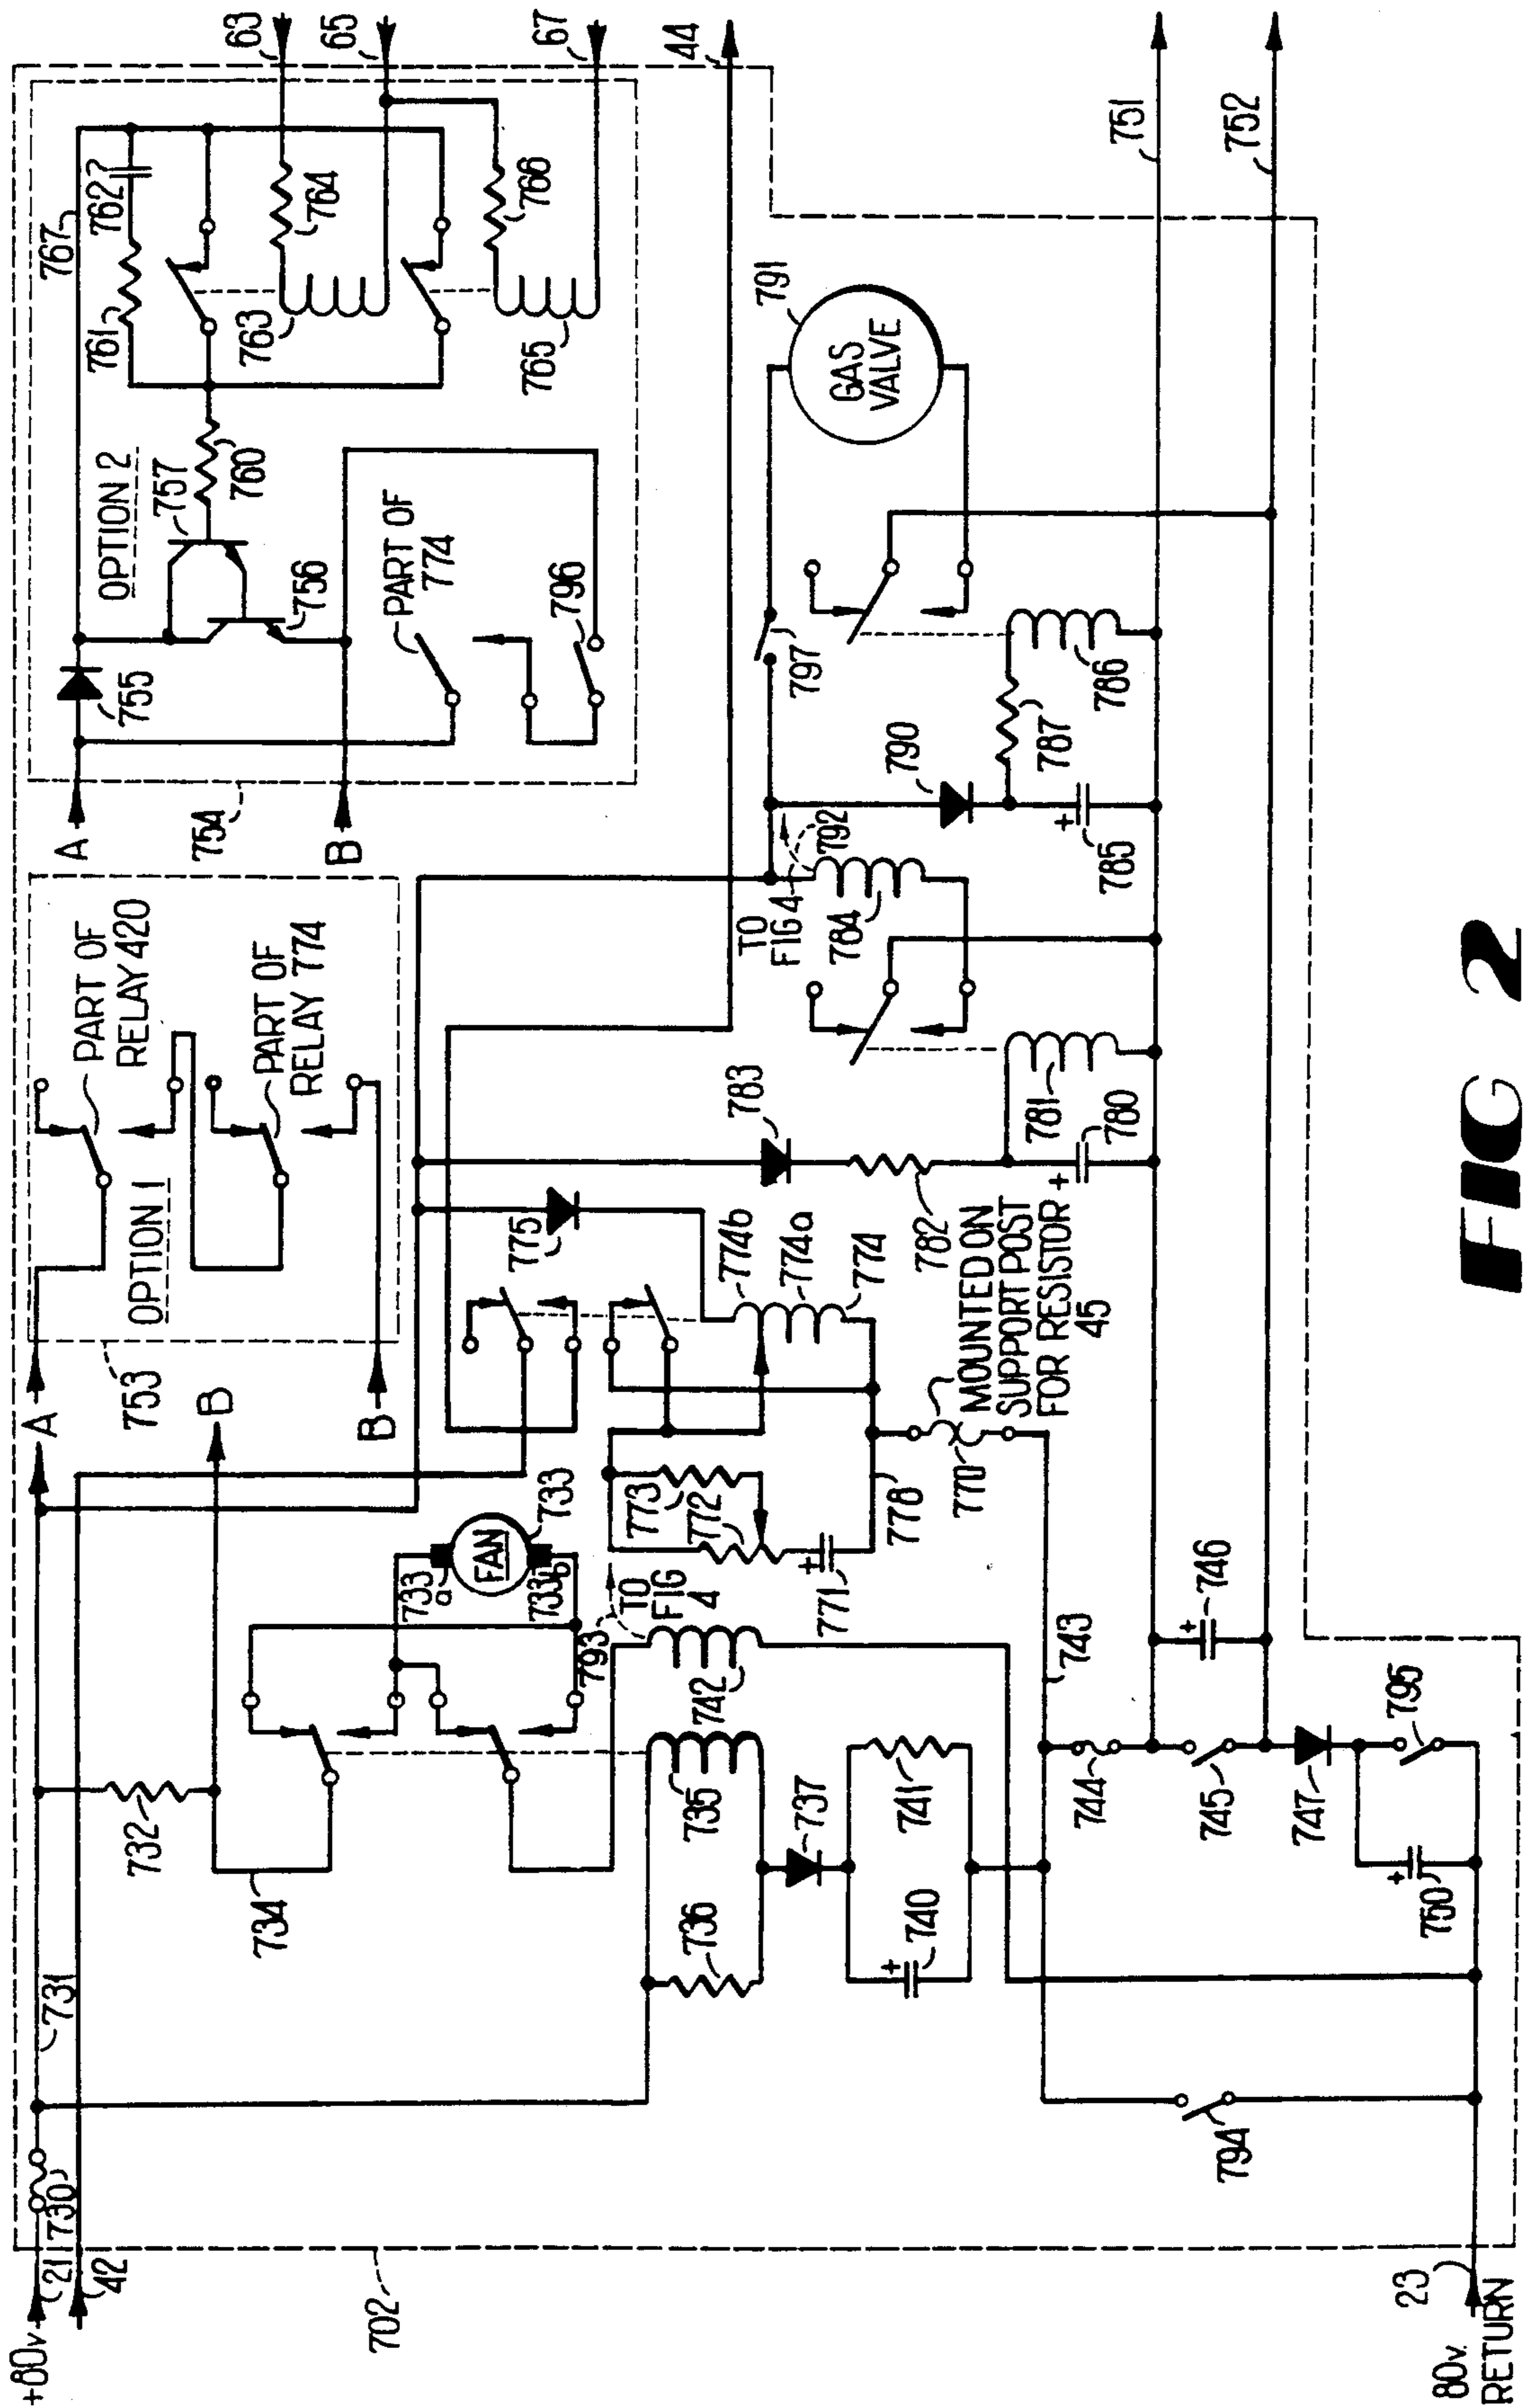 +80v
21
730
731
42
702
732
734
A
B
753
OPTION 1
PART OF
RELAY 420
PART OF
RELAY 774
A
B
B
754
755
OPTION 2
756
757
760
761
762
763
764
765
766
767
PART OF
774
796
63
65
67
44
FAN
733
733
a
733b
793
TO
FIG
4
735
736
737
740
741
742
743
744
745
746
747
750
795
794
23
80v.
RETURN
770
771
772
773
774
774a
774b
775
778
MOUNTED ON
SUPPORT POST
FOR RESISTOR
45
780
781
782
783
784
TO
FIG 4
792
785
786
787
790
797
791
GAS
VALVE
751
752
FIG 2